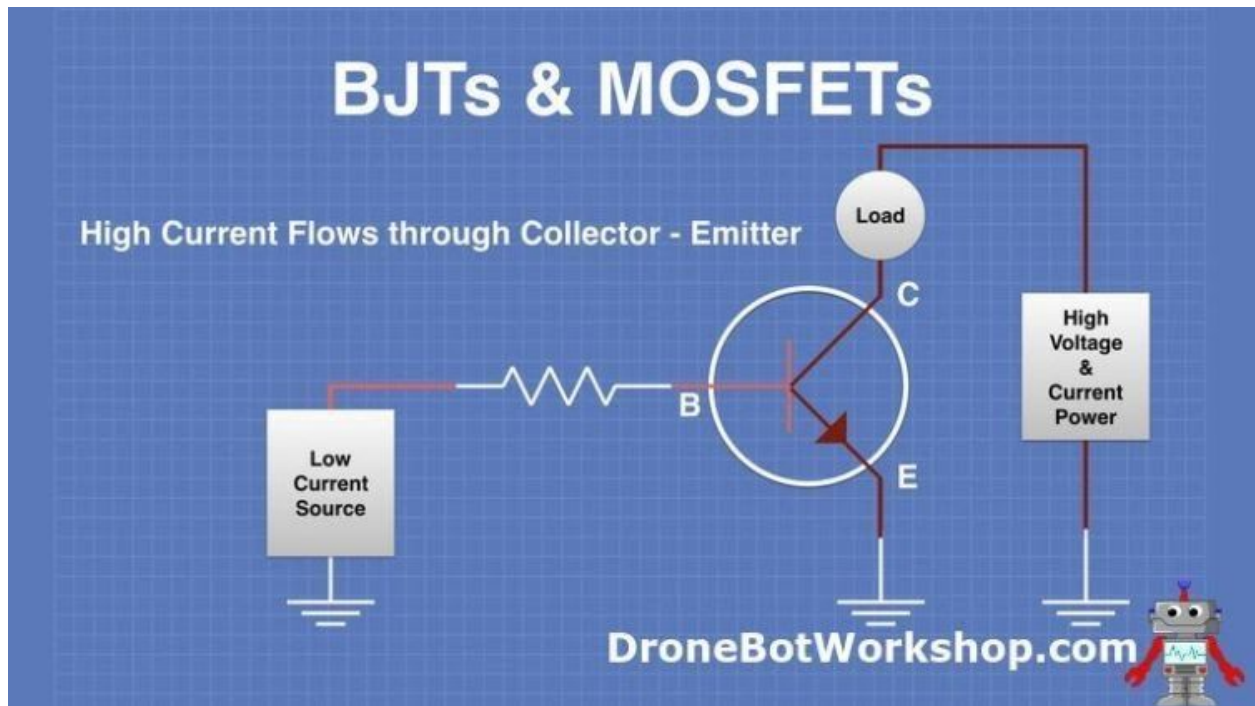 BJTs & MOSFETs
High Current Flows through Collector - Emitter
Load
C
High
Voltage
&
Current
Power
B
Low
Current
Source
E
DroneBotWorkshop.com